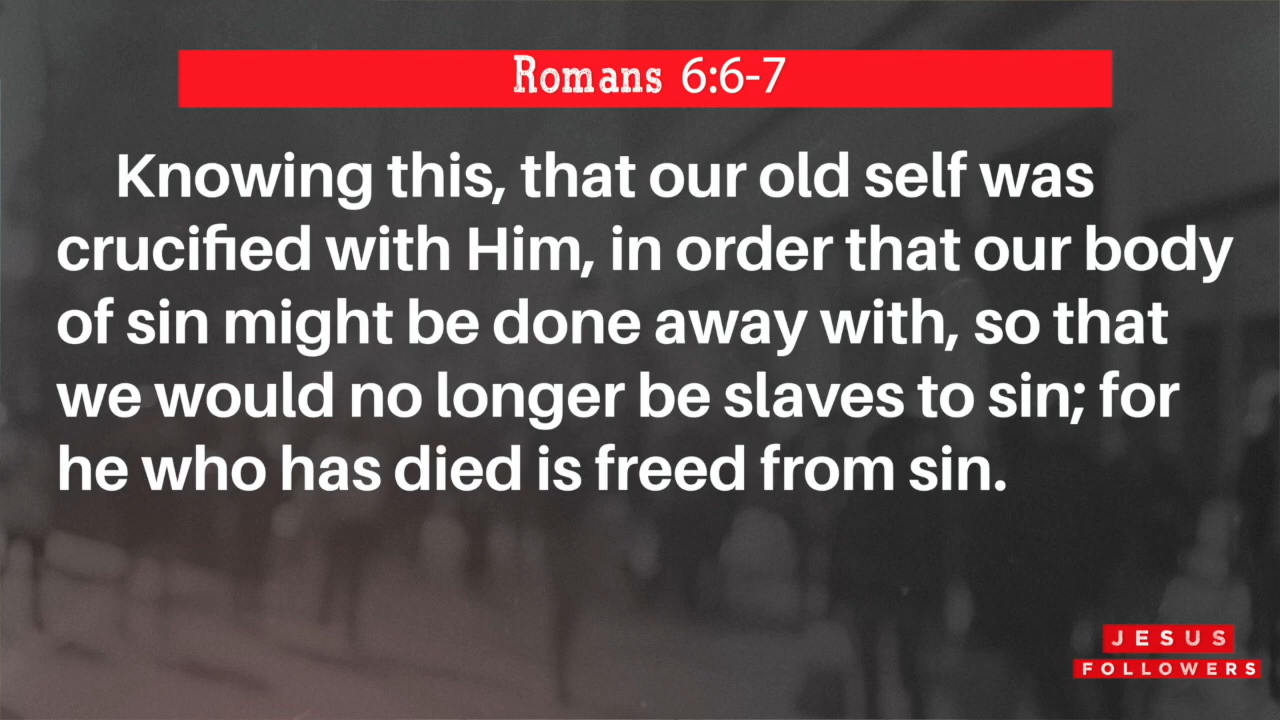 Romans 6:6-7
Knowing this, that our old self was
crucified with Him, in order that our body
of sin might be done away with, so that
we would no longer be slaves to sin; for
he who has died is freed from sin.
JESUS
FOLLOWERS